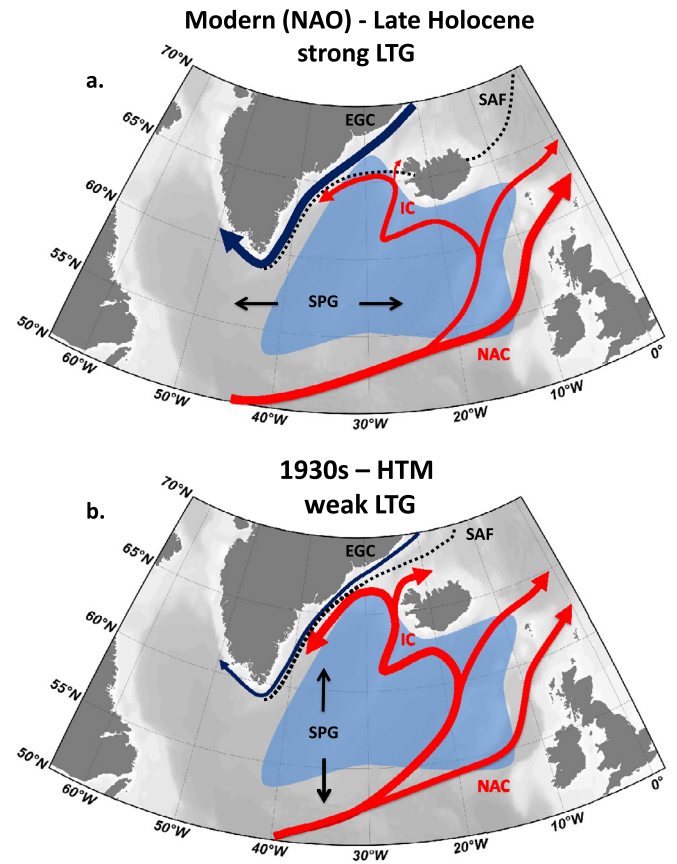 Modern (NAO) - Late Holocene
strong LTG
a.
70°N
65°N
60°N
55°N
50°N
EGC
SAF
IC
SPG
NAC
60°W
50°W
40°W
30°W
20°W
10°W
0°
1930s – HTM
weak LTG
b.
70°N
65°N
60°N
55°N
50°N
EGC
SAF
IC
SPG
NAC
60°W
50°W
40°W
30°W
20°W
10°W
0°